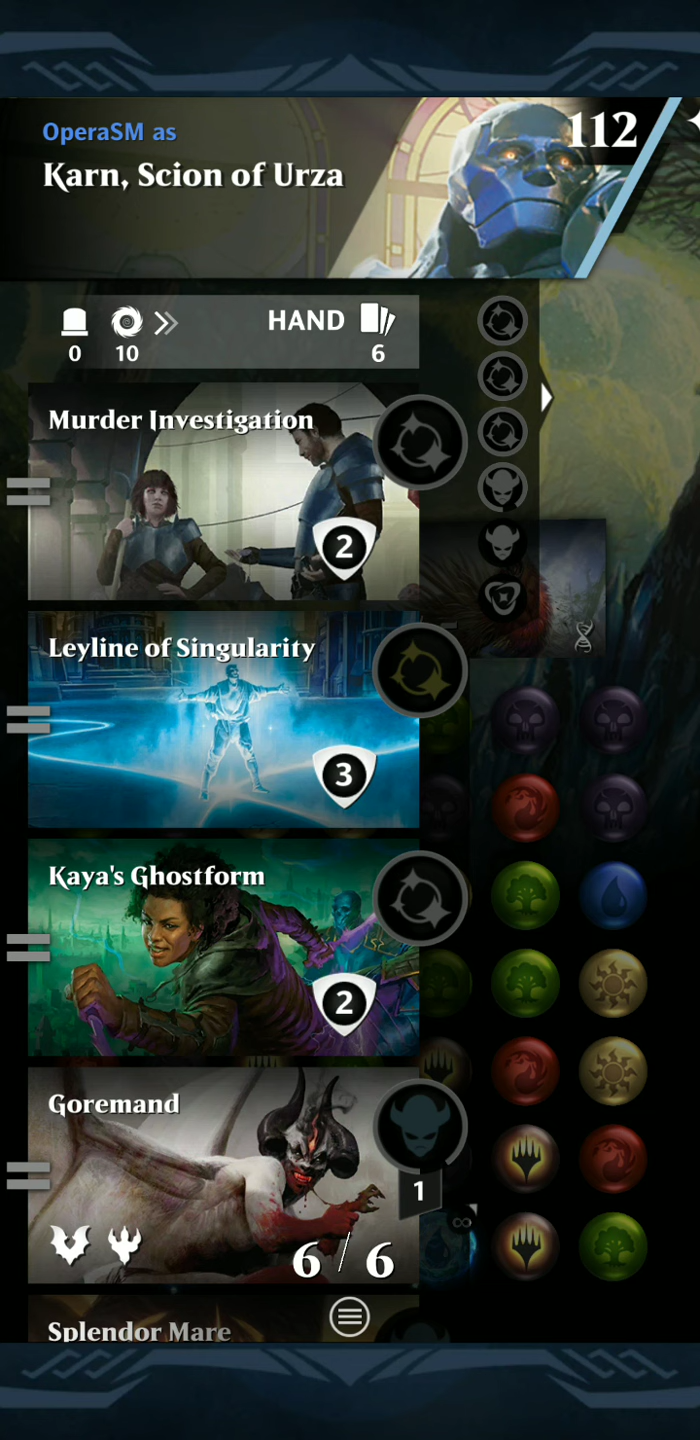 OperaSM as
112
Karn, Scion of Urza
HAND
0 10 6
Murder Investigation
2
Leyline of Singularity
3
Kaya's Ghostform
2
Goremand
1
∞
6 / 6
Splendor Mare